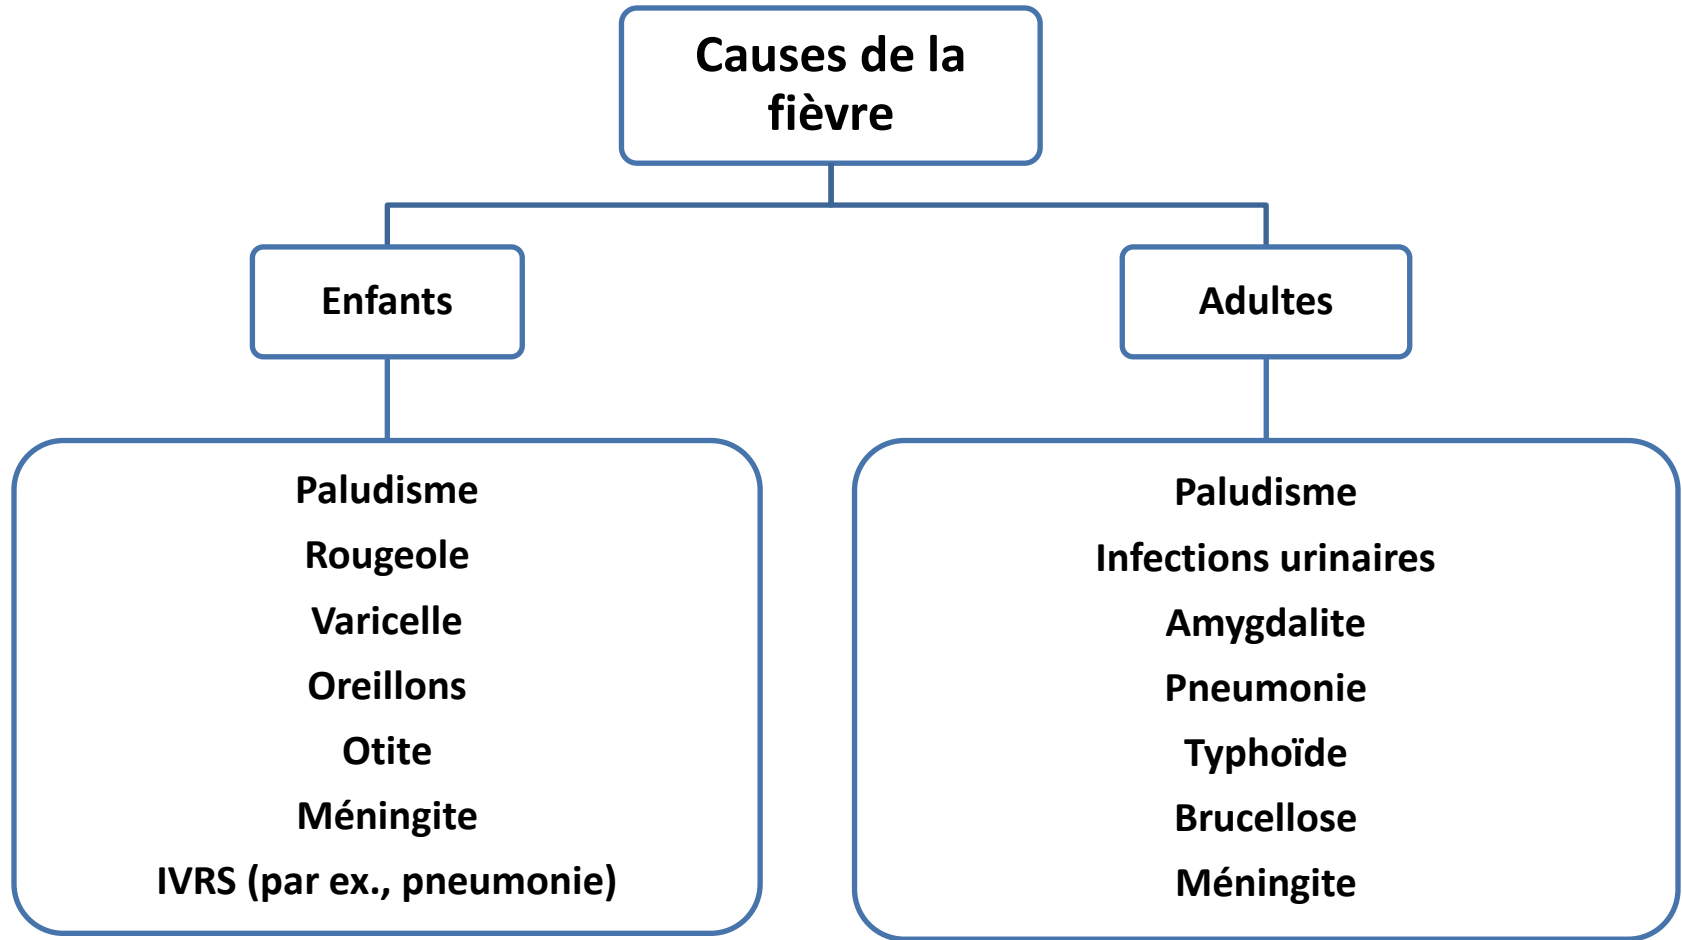 Causes de la
fièvre
Enfants
Adultes
Paludisme
Rougeole
Varicelle
Oreillons
Otite
Méningite
IVRS (par ex., pneumonie)
Paludisme
Infections urinaires
Amygdalite
Pneumonie
Typhoïde
Brucellose
Méningite